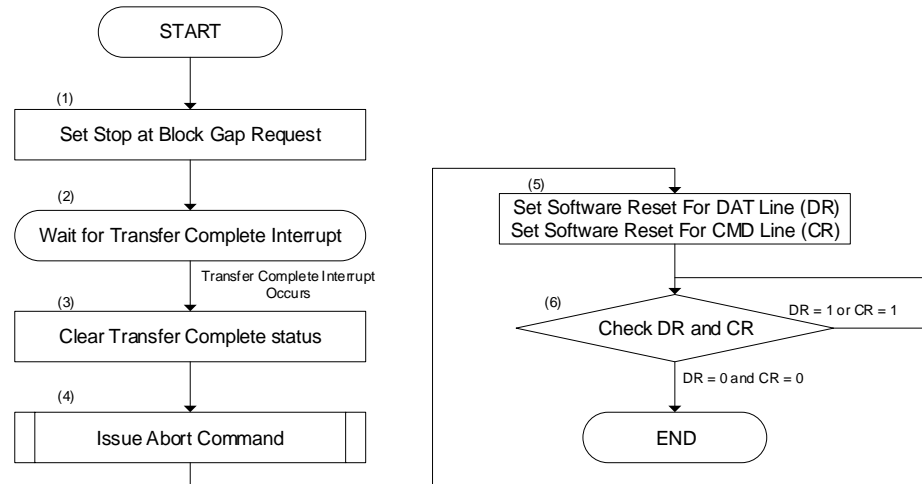 START
(1)
Set Stop at Block Gap Request
(2)
Wait for Transfer Complete Interrupt
Transfer Complete Interrupt
Occurs
(3)
Clear Transfer Complete status
(4)
Issue Abort Command
(5)
Set Software Reset For DAT Line (DR)
Set Software Reset For CMD Line (CR)
(6)
Check DR and CR
DR = 1 or CR = 1
DR = 0 and CR = 0
END